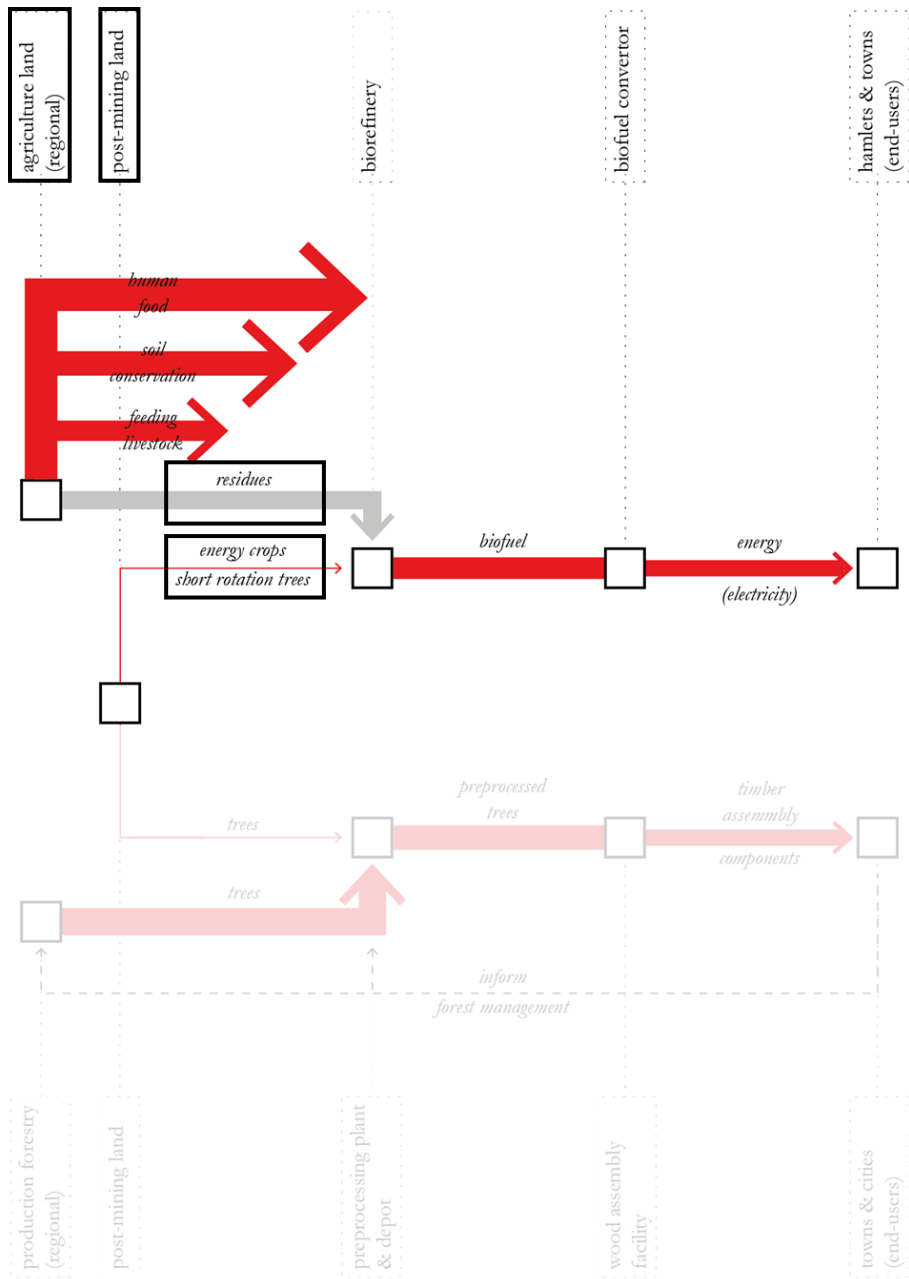 agriculture land
(regional)
post-mining land
biorefinery
biofuel convertor
hamlets & towns
(end-users)
human
food
soil
conservation
feeding
livestock
residues
energy crops
short rotation trees
biofuel
energy
(electricity)
preprocessed
trees
timber
assemmbly
components
trees
trees
inform
forest management
production forestry
(regional)
post-mining land
preprocessing plant
& depot
wood assembly
facility
towns & cities
(end-users)